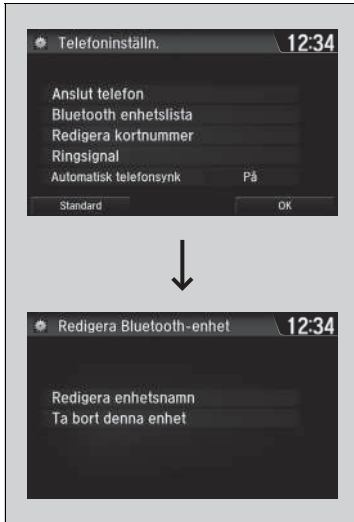 Telefoninställn.
12:34
Anslut telefon
Bluetooth enhetslista
Redigera kortnummer
Ringsignal
Automatisk telefonsynk På
Standard OK
Redigera Bluetooth-enhet
12:34
Redigera enhetsnamn
Ta bort denna enhet